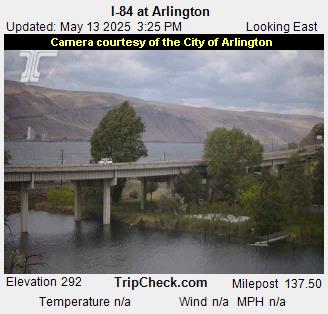 I-84 at Arlington
Updated: May 13 2025 3:25 PM Looking East
Camera courtesy of the City of Arlington
Elevation 292 TripCheck.com Milepost 137.50
Temperature n/a Wind n/a MPH n/a